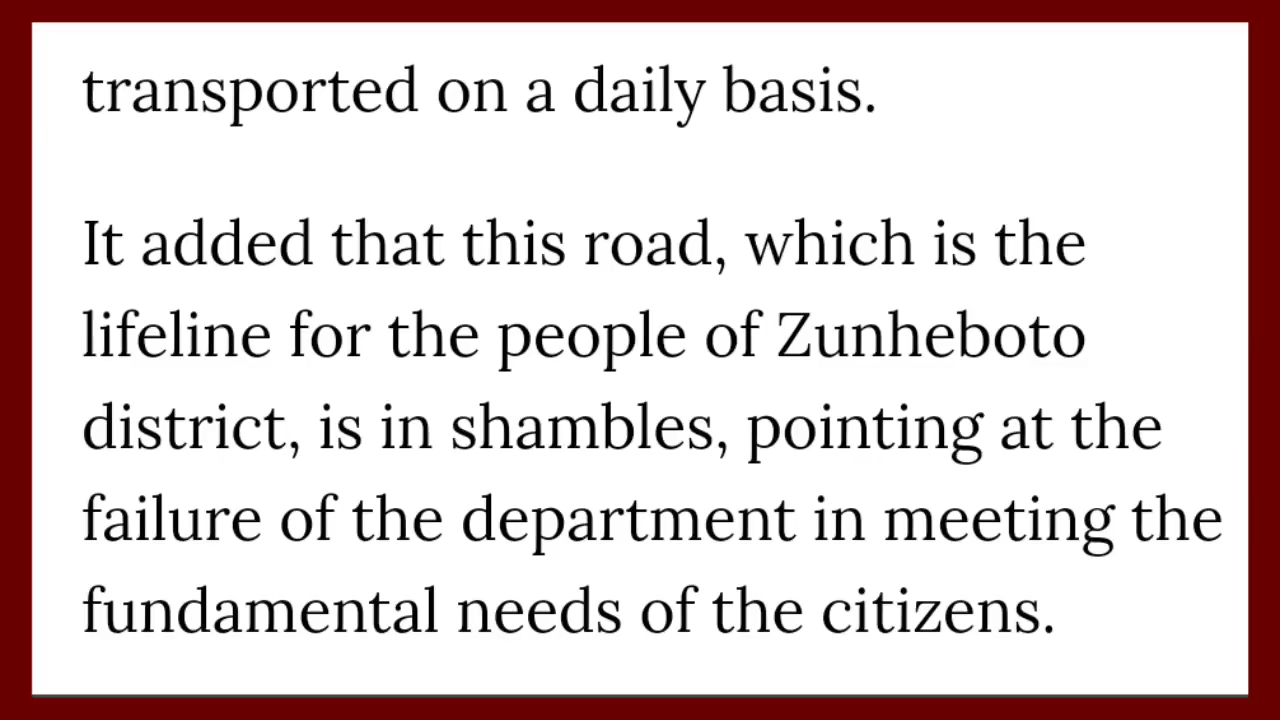 transported on a daily basis.
It added that this road, which is the
lifeline for the people of Zunheboto
district, is in shambles, pointing at the
failure of the department in meeting the
fundamental needs of the citizens.